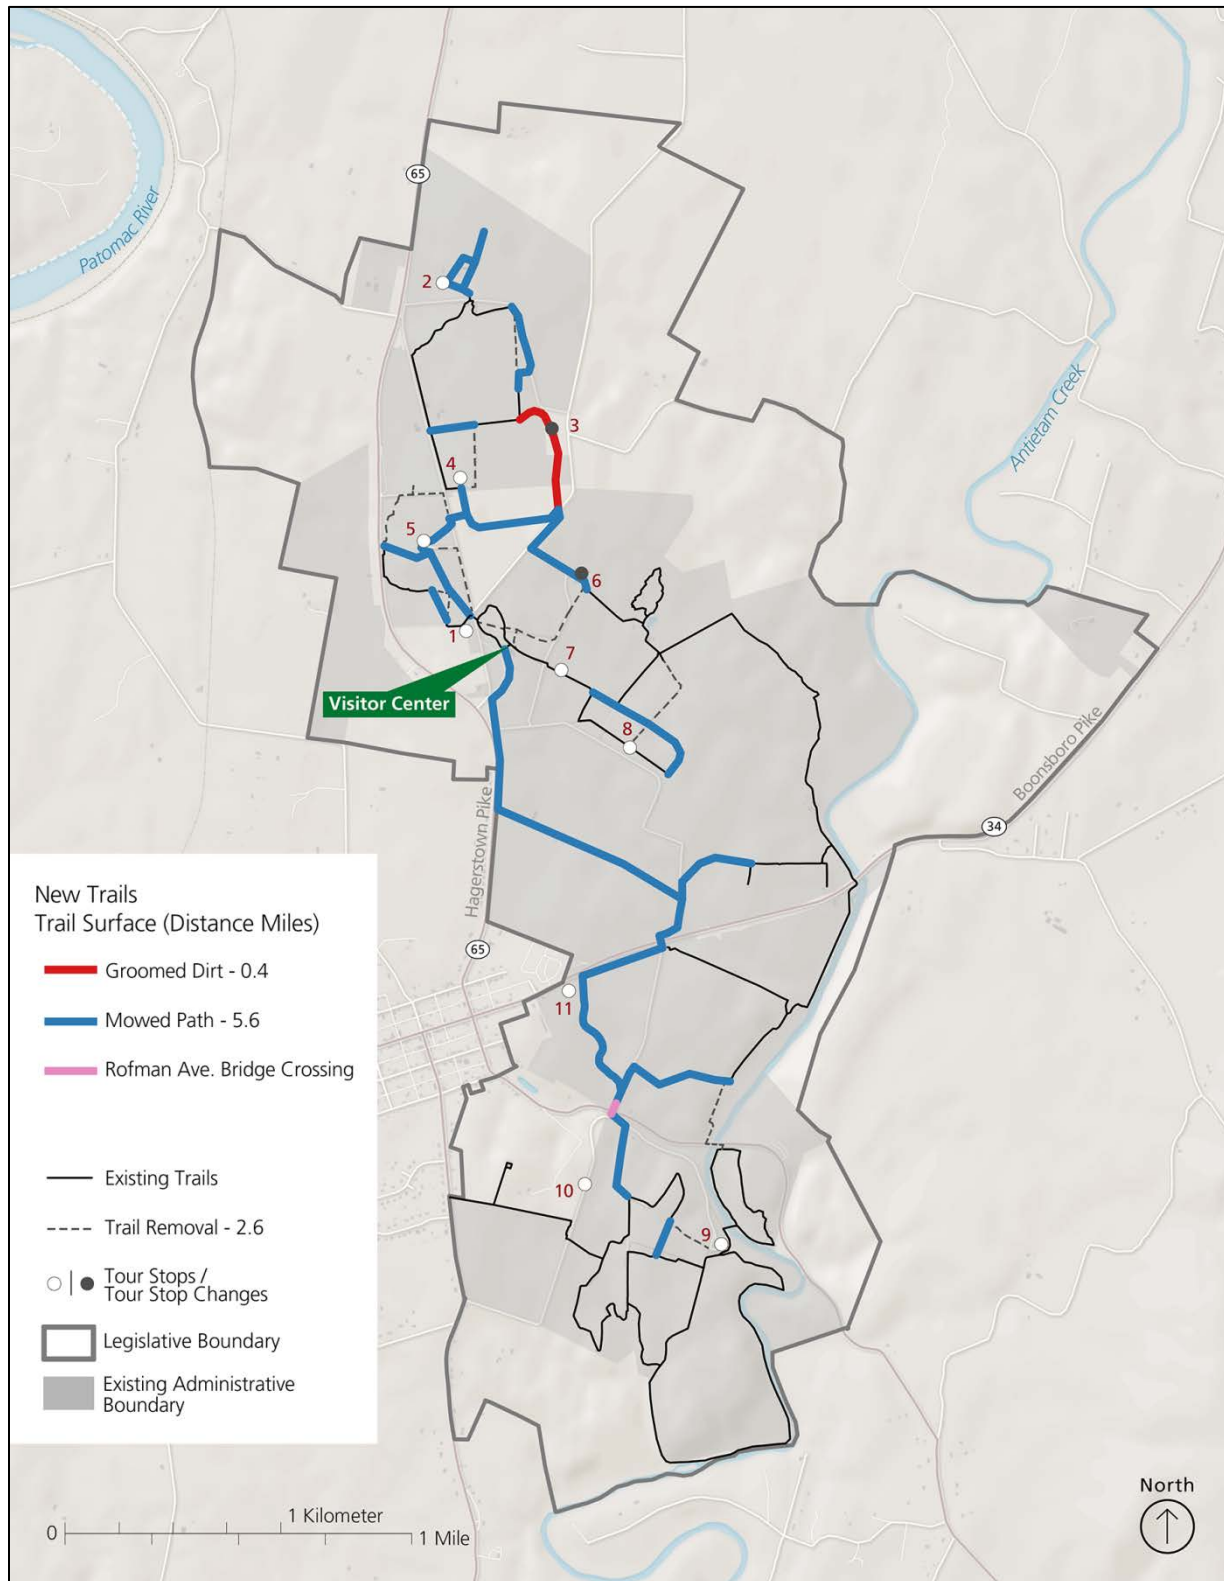 65
Patomac River
2
3
4
5
6
1
7
Visitor Center
8
Antietam Creek
Boonsboro Pike
34
Hagerstown Pike
65
11
10
9
New Trails
Trail Surface (Distance Miles)
Groomed Dirt - 0.4
Mowed Path - 5.6
Rofman Ave. Bridge Crossing
Existing Trails
Trail Removal - 2.6
Tour Stops /
Tour Stop Changes
Legislative Boundary
Existing Administrative
Boundary
1 Kilometer
0
1 Mile
North